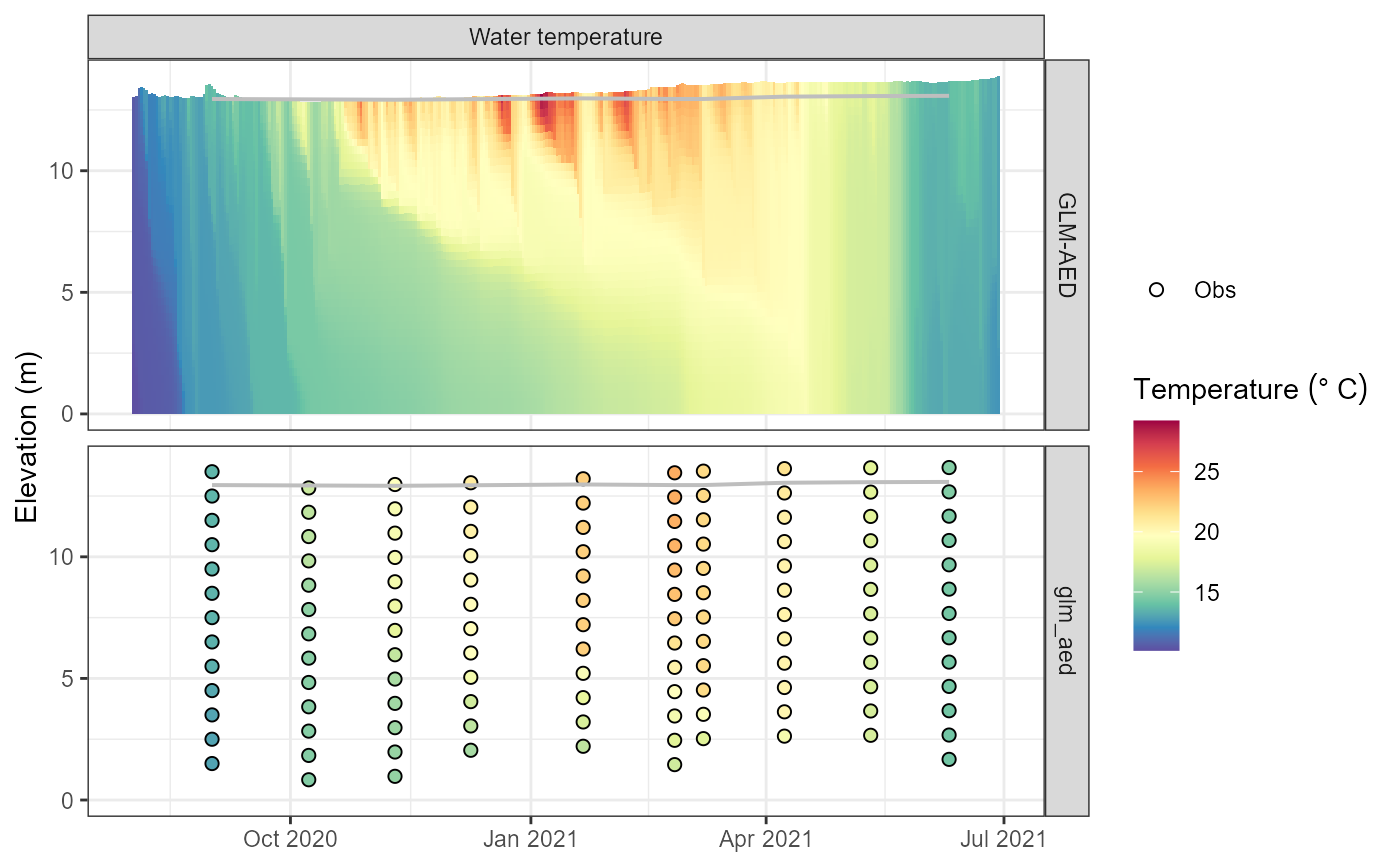 Water temperature
GLM-AED
10
5
0
Elevation (m)
glm_aed
10
5
0
Oct 2020
Jan 2021
Apr 2021
Jul 2021
Obs
Temperature (° C)
25
20
15